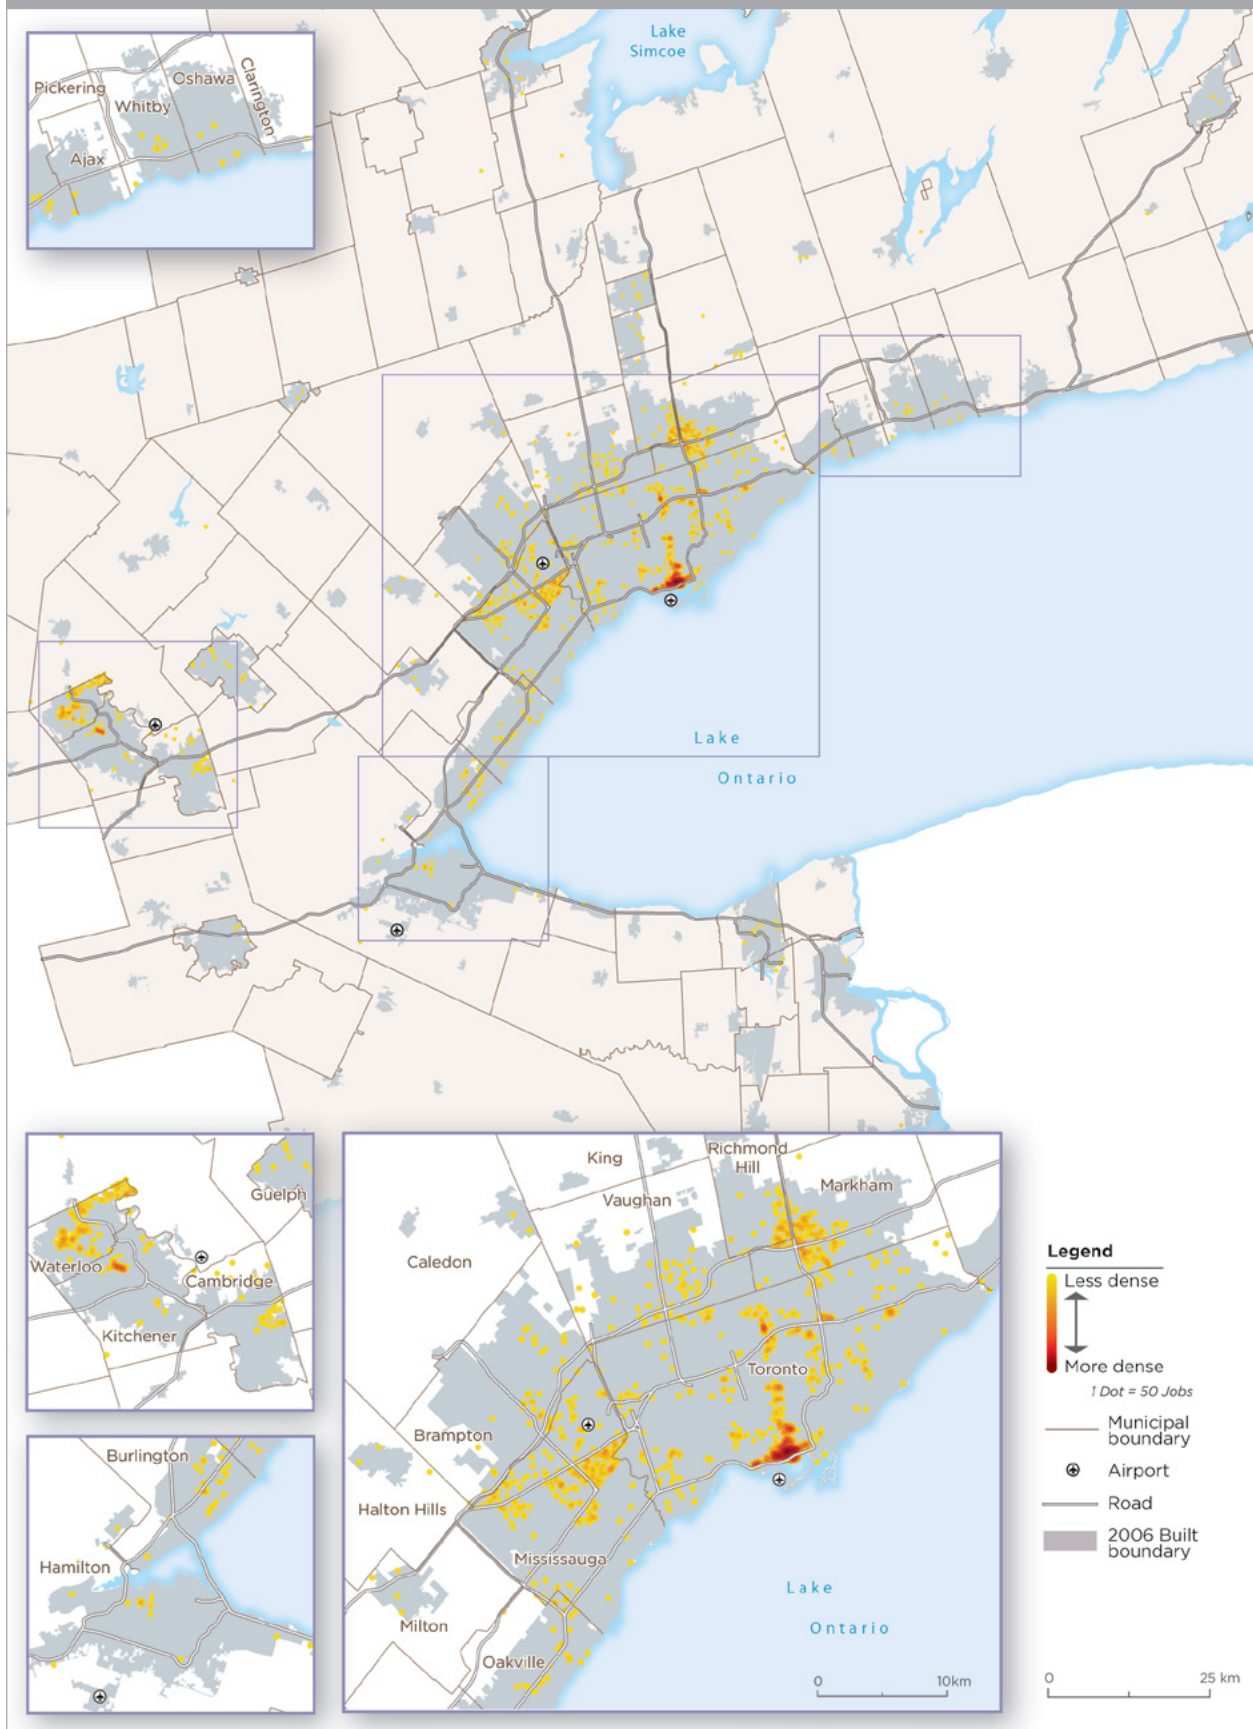 Lake
Simcoe
Pickering
Oshawa
Clarington
Whitby
Ajax
Lake
Ontario
Guelph
Waterloo
Cambridge
Kitchener
Burlington
Hamilton
King
Richmond
Hill
Vaughan
Markham
Caledon
Toronto
Brampton
Halton Hills
Mississauga
Milton
Oakville
Lake
Ontario
0
10km
Legend
Less dense
More dense
1 Dot = 50 Jobs
Municipal
boundary
Airport
Road
2006 Built
boundary
0
25 km